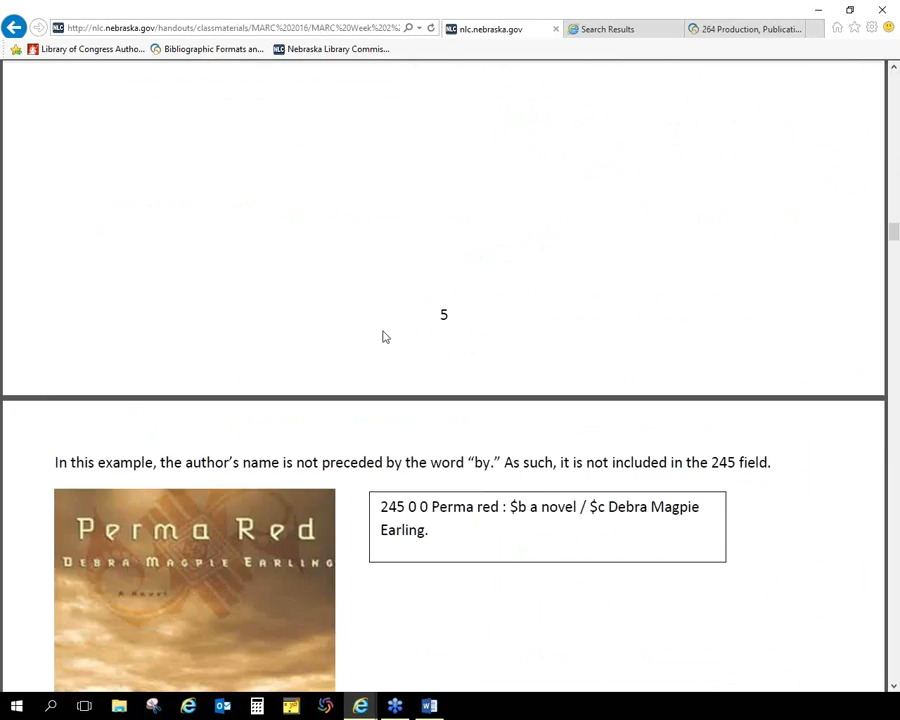 http://nlc.nebraska.gov/handouts/classmaterials/MARC%202016/MARC%20Week%202%
nlc.nebraska.gov
Search Results
264 Production, Publicati...
Library of Congress Autho...
Bibliographic Formats an...
Nebraska Library Commis...
5
In this example, the author's name is not preceded by the word “by.” As such, it is not included in the 245 field.
Perma Red
Debra Magpie Earling
A Novel
245 0 0 Perma red : $b a novel / $c Debra Magpie
Earling.